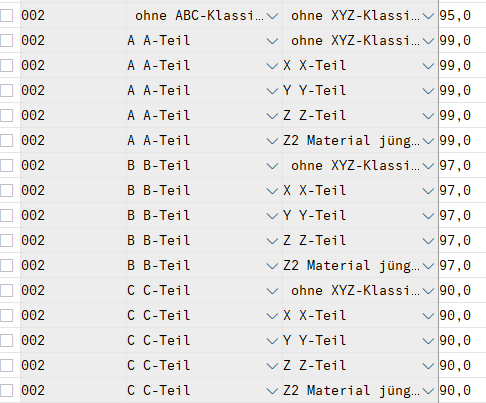 002 ohne ABC-Klassi... ohne XYZ-Klassi... 95,0
002 A A-Teil ohne XYZ-Klassi... 99,0
002 A A-Teil X X-Teil 99,0
002 A A-Teil Y Y-Teil 99,0
002 A A-Teil Z Z-Teil 99,0
002 A A-Teil Z2 Material jüng... 99,0
002 B B-Teil ohne XYZ-Klassi... 97,0
002 B B-Teil X X-Teil 97,0
002 B B-Teil Y Y-Teil 97,0
002 B B-Teil Z Z-Teil 97,0
002 B B-Teil Z2 Material jüng... 97,0
002 C C-Teil ohne XYZ-Klassi... 90,0
002 C C-Teil X X-Teil 90,0
002 C C-Teil Y Y-Teil 90,0
002 C C-Teil Z Z-Teil 90,0
002 C C-Teil Z2 Material jüng... 90,0